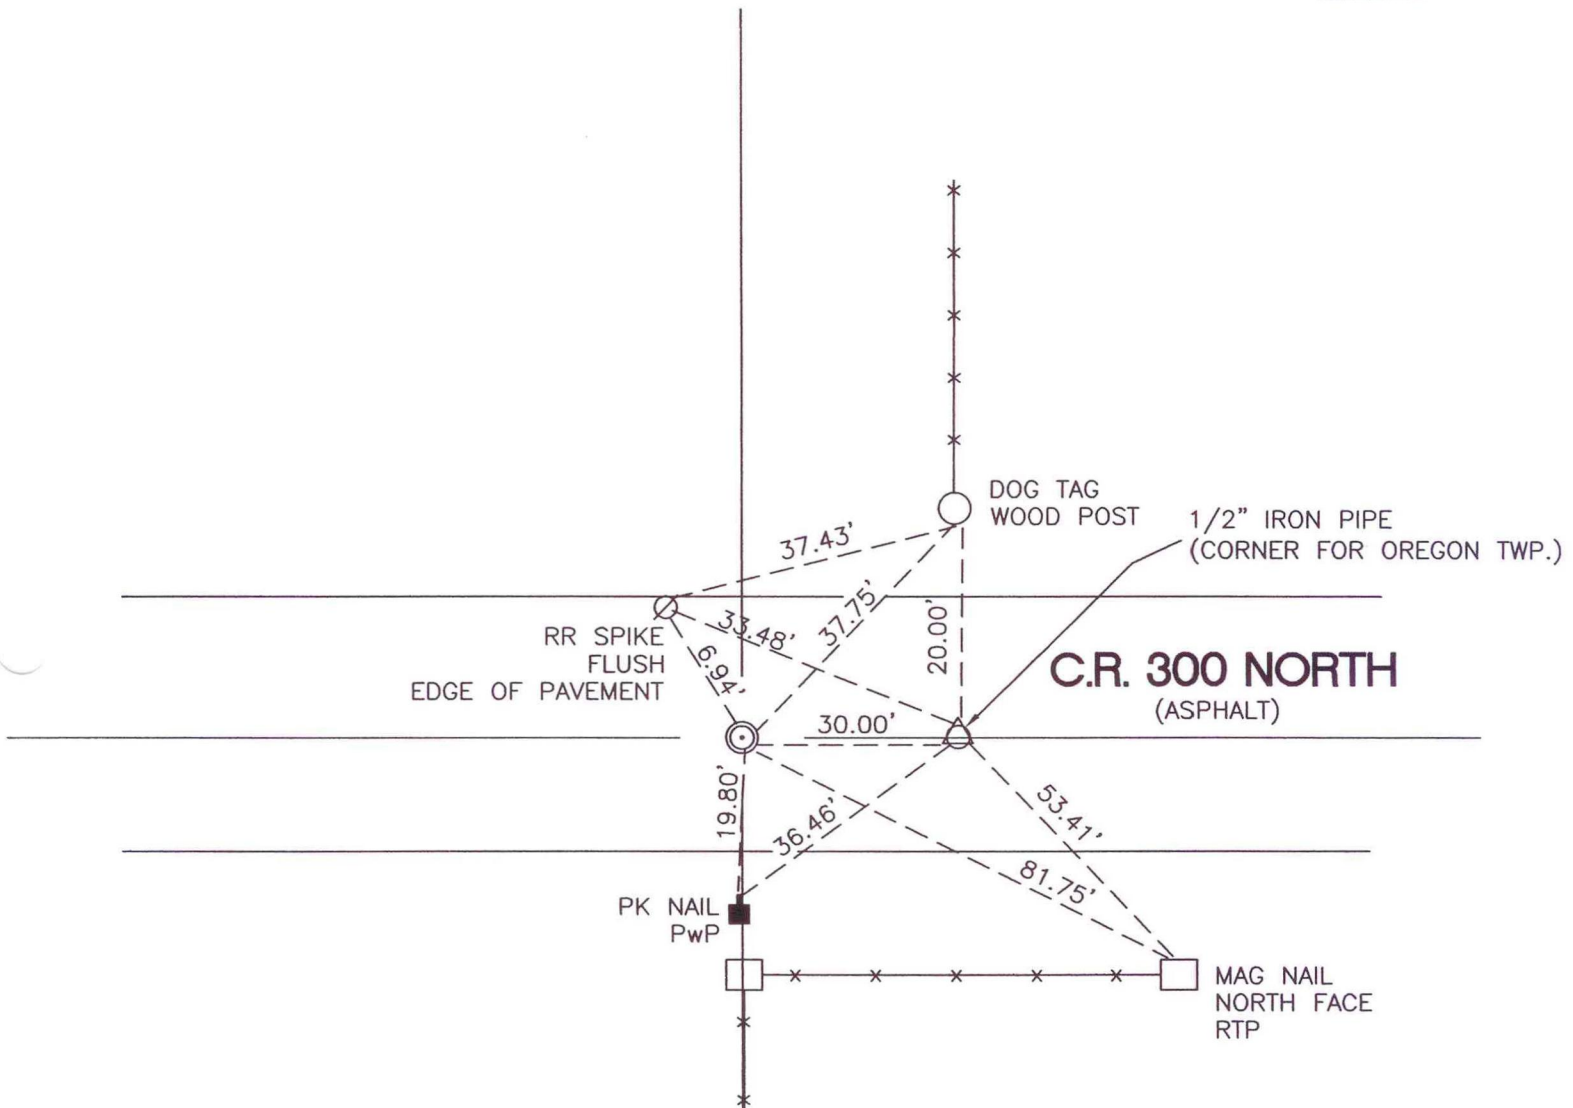 DOG TAG
WOOD POST
1/2" IRON PIPE
(CORNER FOR OREGON TWP.)
37.43'
37.75'
33.48'
20.00'
RR SPIKE
FLUSH
EDGE OF PAVEMENT
6.94'
C.R. 300 NORTH
(ASPHALT)
30.00'
19.80'
36.46'
53.41'
81.75'
PK NAIL
PwP
MAG NAIL
NORTH FACE
RTP